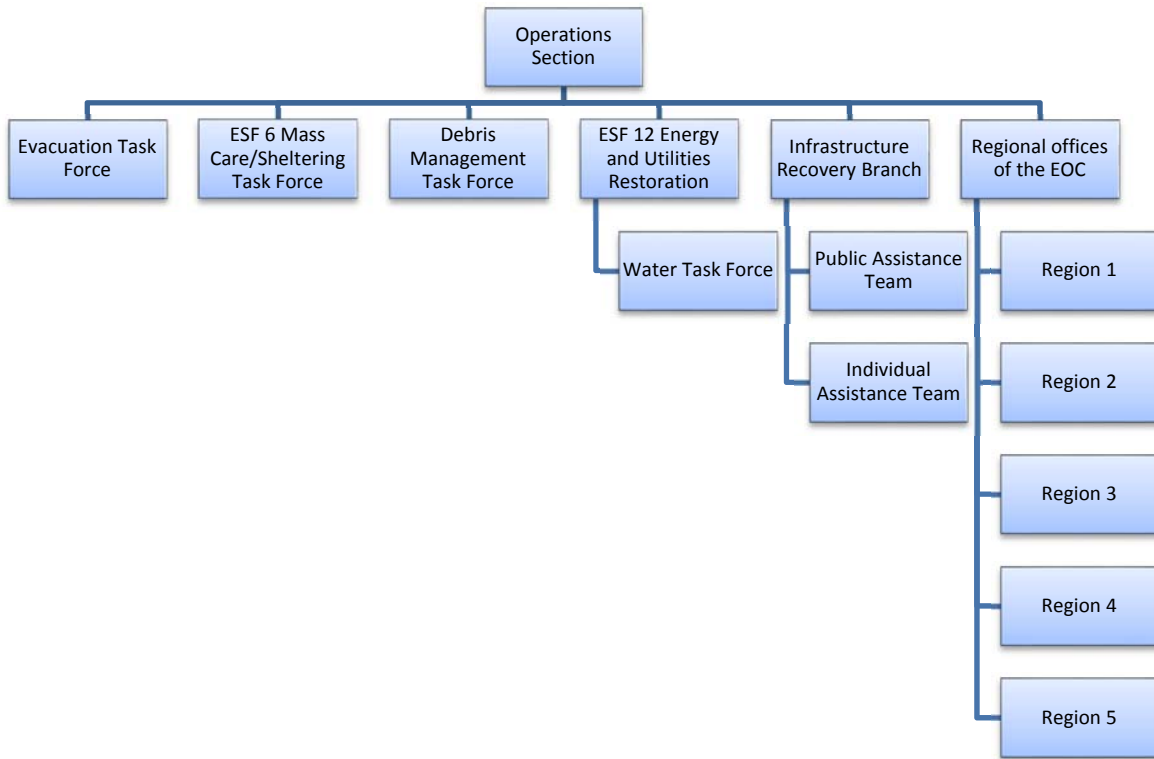 Operations
Section
Evacuation Task
Force
ESF 6 Mass
Care/Sheltering
Task Force
Debris
Management
Task Force
ESF 12 Energy
and Utilities
Restoration
Infrastructure
Recovery Branch
Regional offices
of the EOC
Water Task Force
Public Assistance
Team
Individual
Assistance Team
Region 1
Region 2
Region 3
Region 4
Region 5